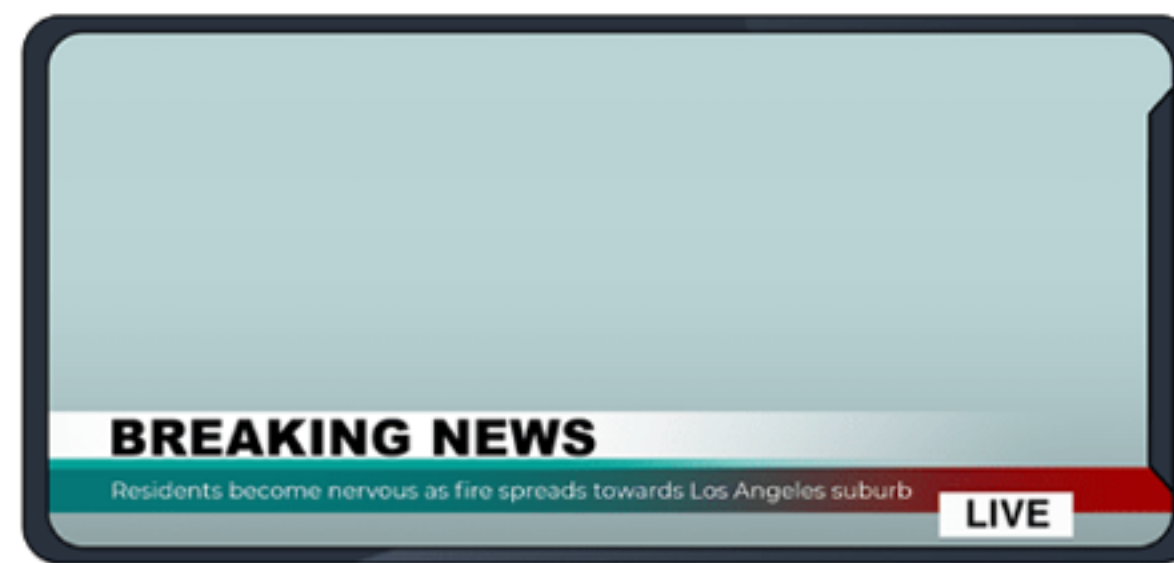 BREAKING NEWS
Residents become nervous as fire spreads towards Los Angeles suburb
LIVE